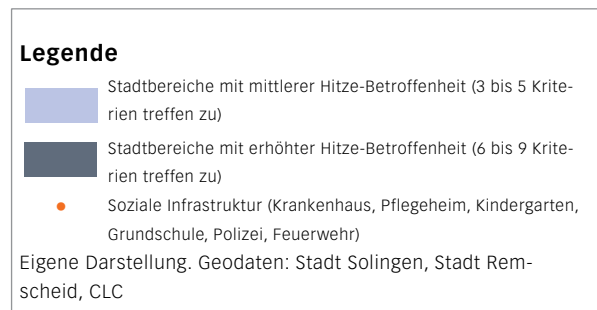 Legende
Stadtbereiche mit mittlerer Hitze-Betroffenheit (3 bis 5 Krite-
rien treffen zu)
Stadtbereiche mit erhöhter Hitze-Betroffenheit (6 bis 9 Krite-
rien treffen zu)
Soziale Infrastruktur (Krankenhaus, Pflegeheim, Kindergarten,
Grundschule, Polizei, Feuerwehr)
Eigene Darstellung. Geodaten: Stadt Solingen, Stadt Rem-
scheid, CLC